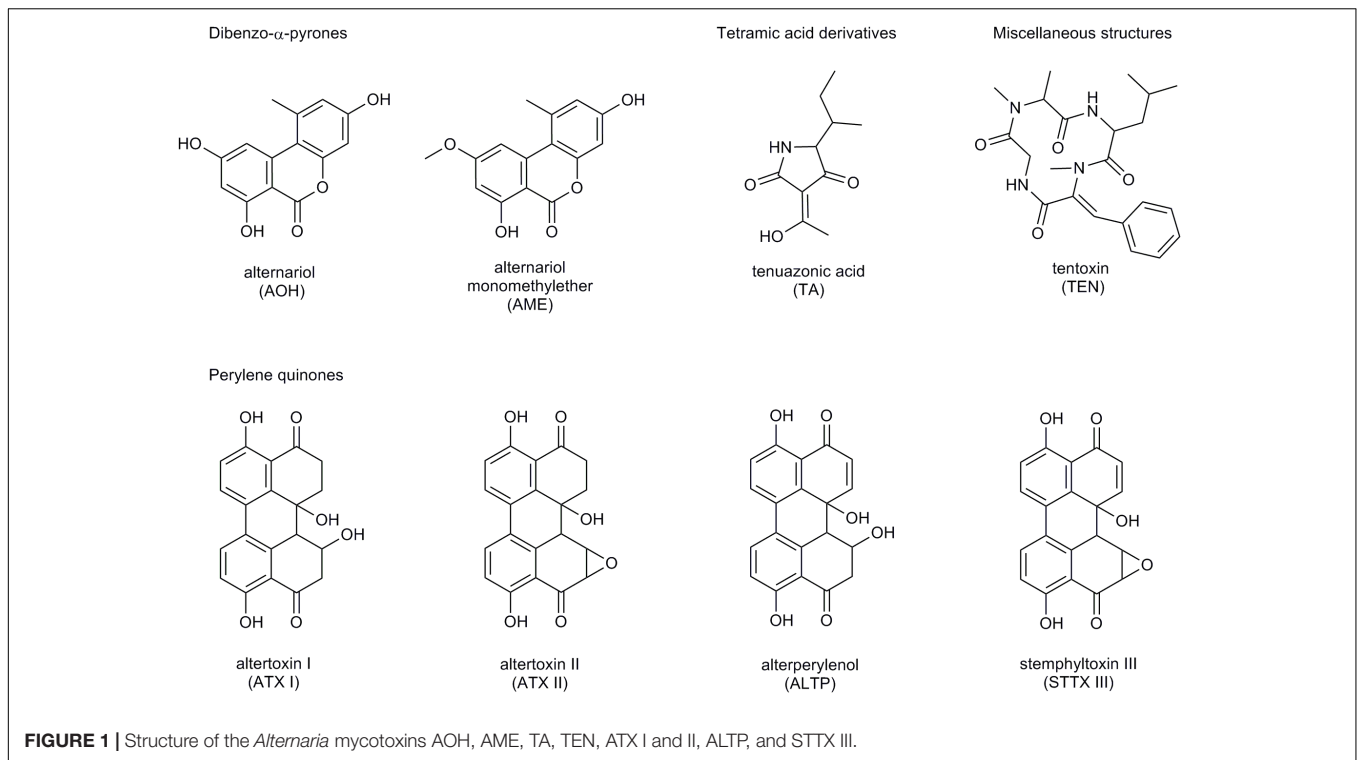 Dibenzo-α-pyrones
Tetramic acid derivatives
Miscellaneous structures
OH
HO
O
OH
O
alternariol
(AOH)
OH
O
O
OH
O
alternariol
monomethylether
(AME)
HN
O
O
HO
tenuazonic acid
(TA)
N
H
N
O
O
N
O
HN
O
tentoxin
(TEN)
Perylene quinones
OH O
OH
OH
OH O
altertoxin I
(ATX I)
OH O
OH
O
OH O
altertoxin II
(ATX II)
OH O
OH
OH
OH O
alterperylenol
(ALTP)
OH O
OH
O
OH O
stemphyltoxin III
(STTX III)
FIGURE 1 | Structure of the Alternaria mycotoxins AOH, AME, TA, TEN, ATX I and II, ALTP, and STTX III.